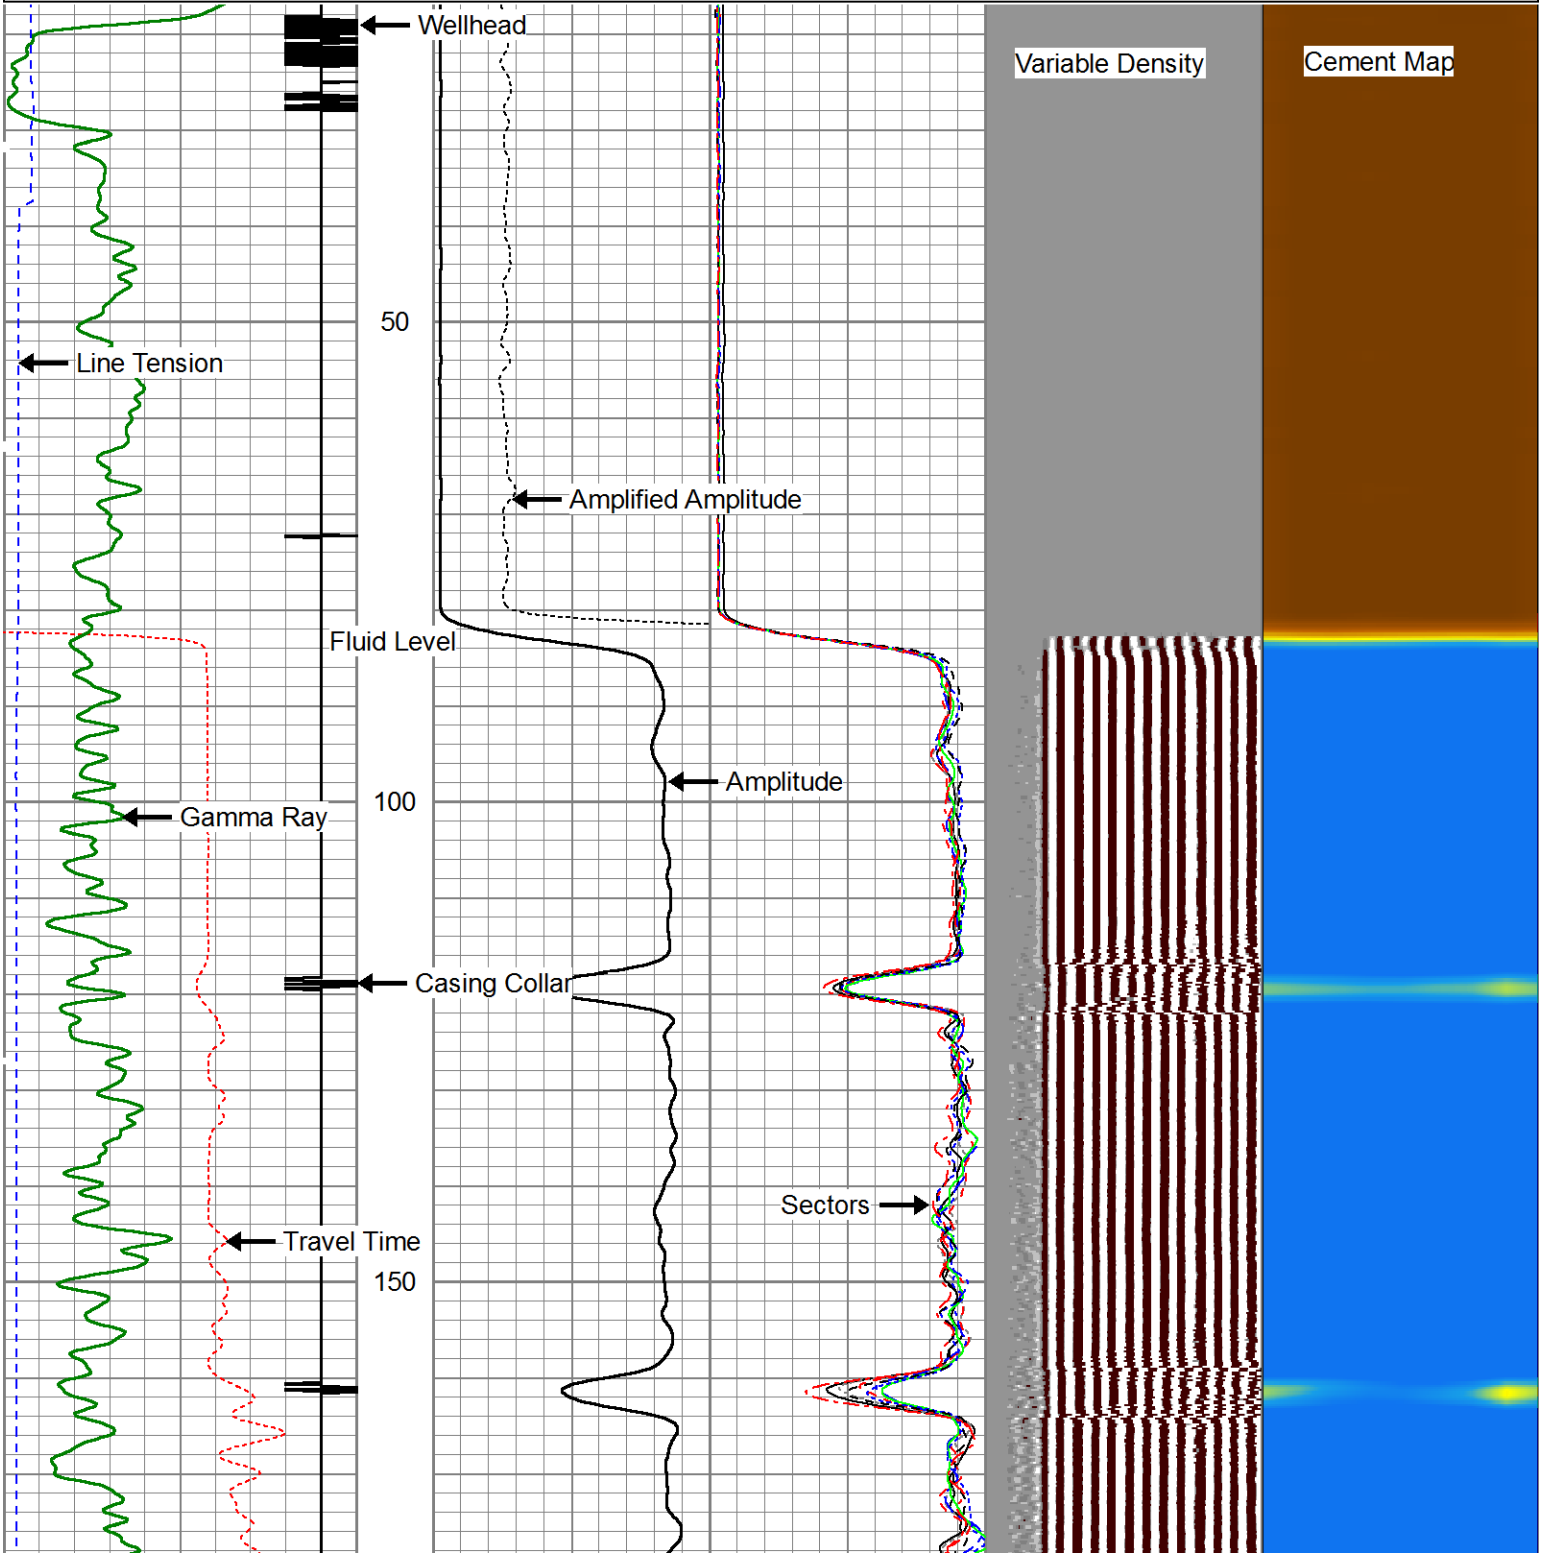 Wellhead
Variable Density
Cement Map
50
Line Tension
Amplified Amplitude
Fluid Level
Amplitude
100
Gamma Ray
Casing Collar
Sectors
Travel Time
150